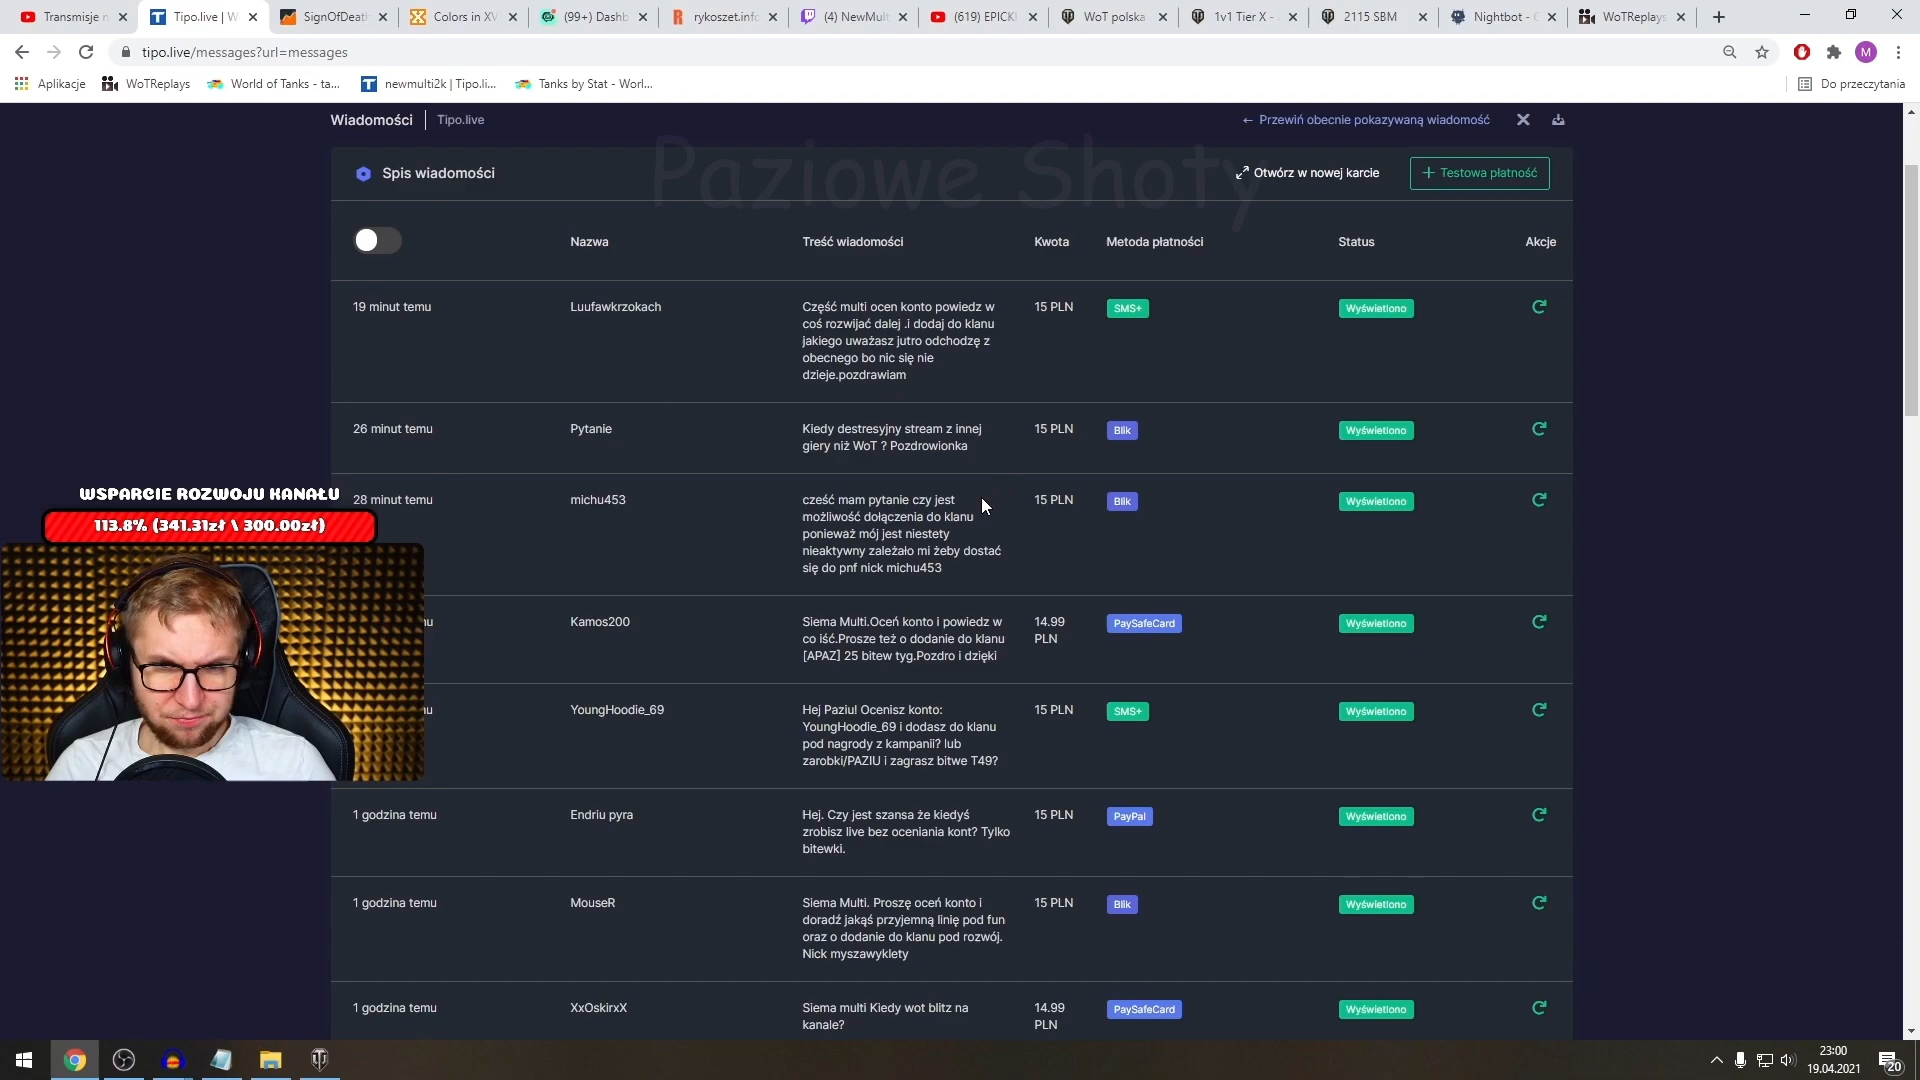 Transmisje n
Tipo.live | W
SignOfDeath
Colors in XV
(99+) Dashb
rykoszet.info
(4) NewMult
(619) EPICKI
WoT polska
1v1 Tier X -
2115 SBM
Nightbot -
WoTReplays
tipo.live/messages?url=messages
M
Aplikacje
WoTReplays
World of Tanks - ta...
newmulti2k | Tipo.li...
Tanks by Stat - Worl...
Do przeczytania
Wiadomości | Tipo.live
← Przewiń obecnie pokazywaną wiadomość
Paziowe Shoty
Spis wiadomości
Otwórz w nowej karcie
+ Testowa płatność
Nazwa
Treść wiadomości
Kwota
Metoda płatności
Status
Akcje
19 minut temu
Luufawkrzokach
Część multi ocen konto powiedz w
coś rozwijać dalej .i dodaj do klanu
jakiego uważasz jutro odchodzę z
obecnego bo nic się nie
dzieje.pozdrawiam
15 PLN
SMS+
Wyświetlono
26 minut temu
Pytanie
Kiedy destresyjny stream z innej
giery niż WoT ? Pozdrowionka
15 PLN
Blik
Wyświetlono
28 minut temu
michu453
cześć mam pytanie czy jest
możliwość dołączenia do klanu
ponieważ mój jest niestety
nieaktywny zależało mi żeby dostać
się do pnf nick michu453
15 PLN
Blik
Wyświetlono
WSPARCIE ROZWOJU KANAŁU
113.8% (341.31zł \ 300.00zł)
mu
Kamos200
Siema Multi.Oceń konto i powiedz w
co iść.Prosze też o dodanie do klanu
[APAZ] 25 bitew tyg.Pozdro i dzięki
14.99
PLN
PaySafeCard
Wyświetlono
mu
YoungHoodie_69
Hej Paziu! Ocenisz konto:
YoungHoodie_69 i dodasz do klanu
pod nagrody z kampanii? lub
zarobki/PAZIU i zagrasz bitwe T49?
15 PLN
SMS+
Wyświetlono
1 godzina temu
Endriu pyra
Hej. Czy jest szansa że kiedyś
zrobisz live bez oceniania kont? Tylko
bitewki.
15 PLN
PayPal
Wyświetlono
1 godzina temu
MouseR
Siema Multi. Proszę oceń konto i
doradź jakąś przyjemną linię pod fun
oraz o dodanie do klanu pod rozwój.
Nick myszawyklety
15 PLN
Blik
Wyświetlono
1 godzina temu
XxOskirxX
Siema multi Kiedy wot blitz na
kanale?
14.99
PLN
PaySafeCard
Wyświetlono
23:00
19.04.2021
20